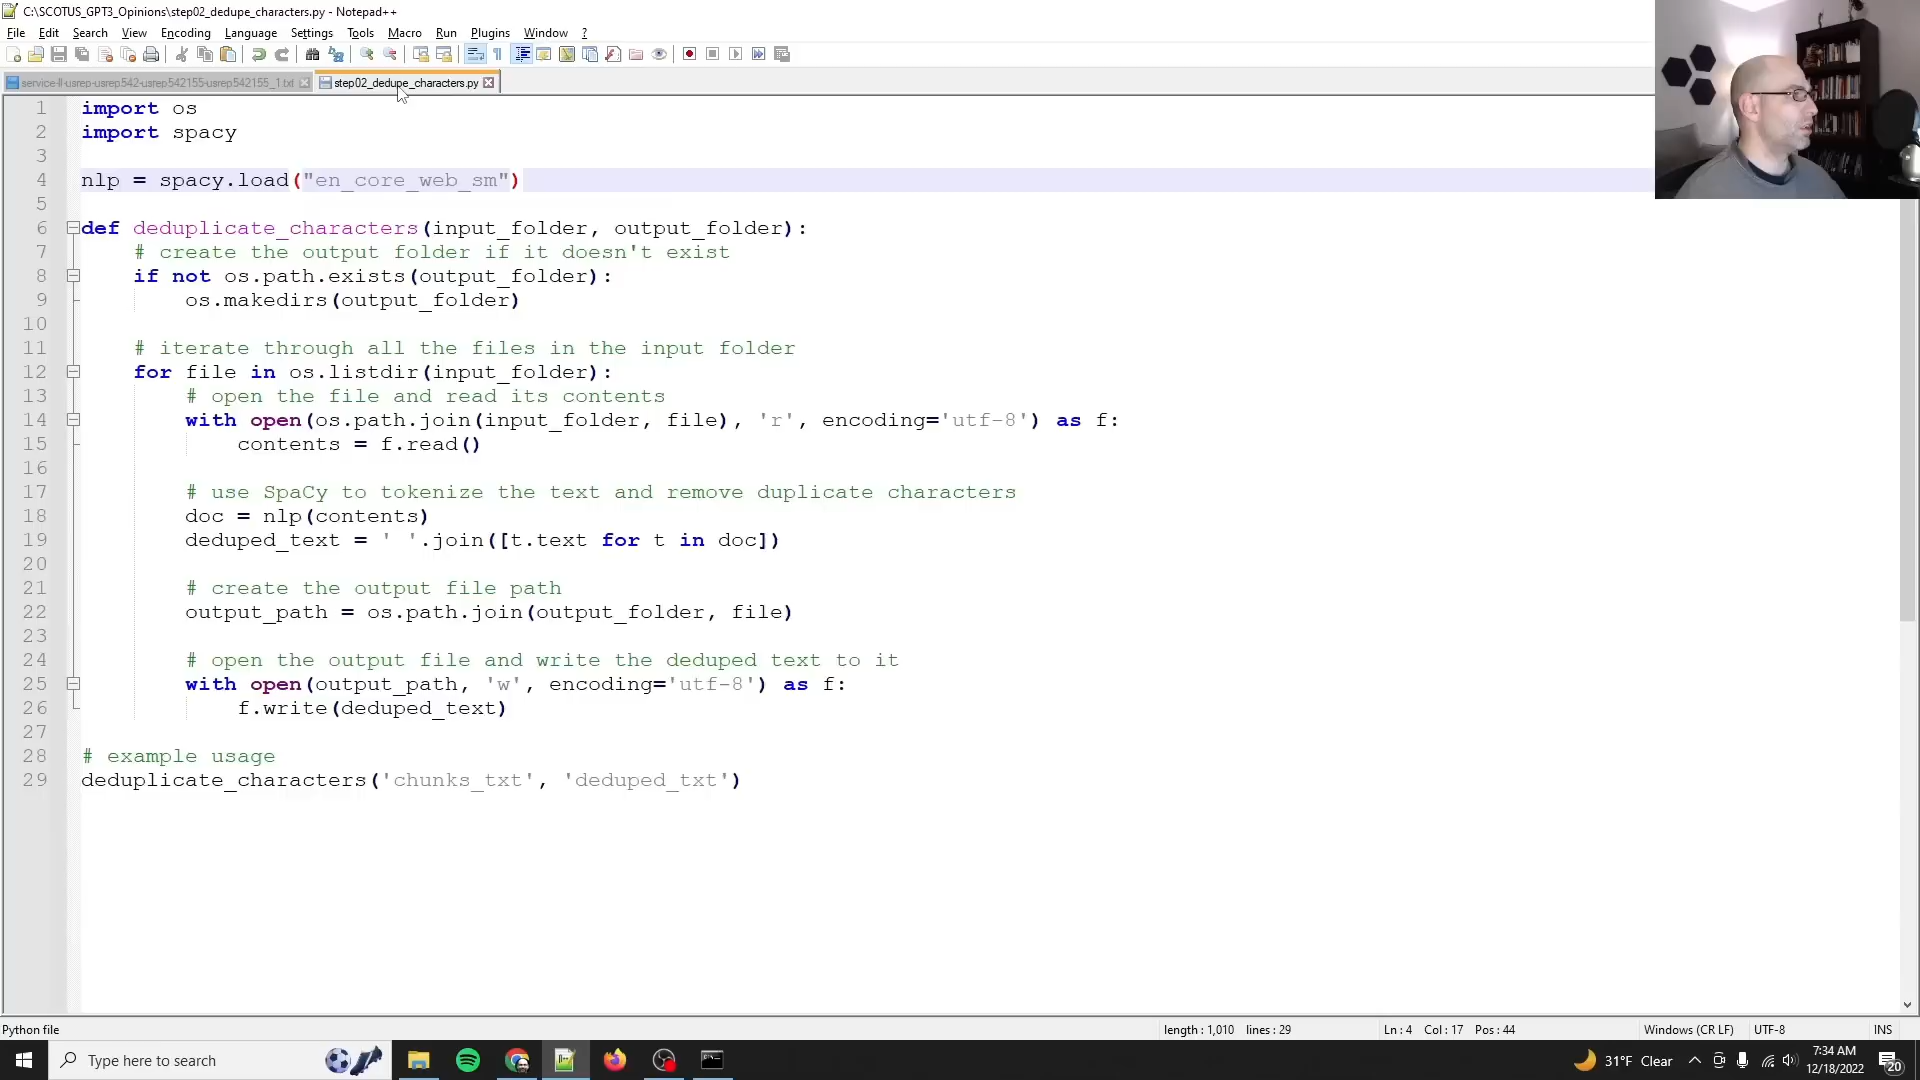 C:\SCOTUS_GPT3_Opinions\step02_dedupe_characters.py - Notepad++
File Edit Search View Encoding Language Settings Tools Macro Run Plugins Window ?
service-ll-usrep-usrep542-usrep542155-usrep542155_1.txt step02_dedupe_characters.py
1 import os
2 import spacy
3
4 nlp = spacy.load("en_core_web_sm")
5
6 def deduplicate_characters(input_folder, output_folder):
7 # create the output folder if it doesn't exist
8 if not os.path.exists(output_folder):
9 os.makedirs(output_folder)
10
11 # iterate through all the files in the input folder
12 for file in os.listdir(input_folder):
13 # open the file and read its contents
14 with open(os.path.join(input_folder, file), 'r', encoding='utf-8') as f:
15 contents = f.read()
16
17 # use SpaCy to tokenize the text and remove duplicate characters
18 doc = nlp(contents)
19 deduped_text = ' '.join([t.text for t in doc])
20
21 # create the output file path
22 output_path = os.path.join(output_folder, file)
23
24 # open the output file and write the deduped text to it
25 with open(output_path, 'w', encoding='utf-8') as f:
26 f.write(deduped_text)
27
28 # example usage
29 deduplicate_characters('chunks_txt', 'deduped_txt')
Python file length : 1,010 lines : 29 Ln : 4 Col : 17 Pos : 44 Windows (CR LF) UTF-8 INS
Type here to search 31°F Clear 7:34 AM
12/18/2022 20